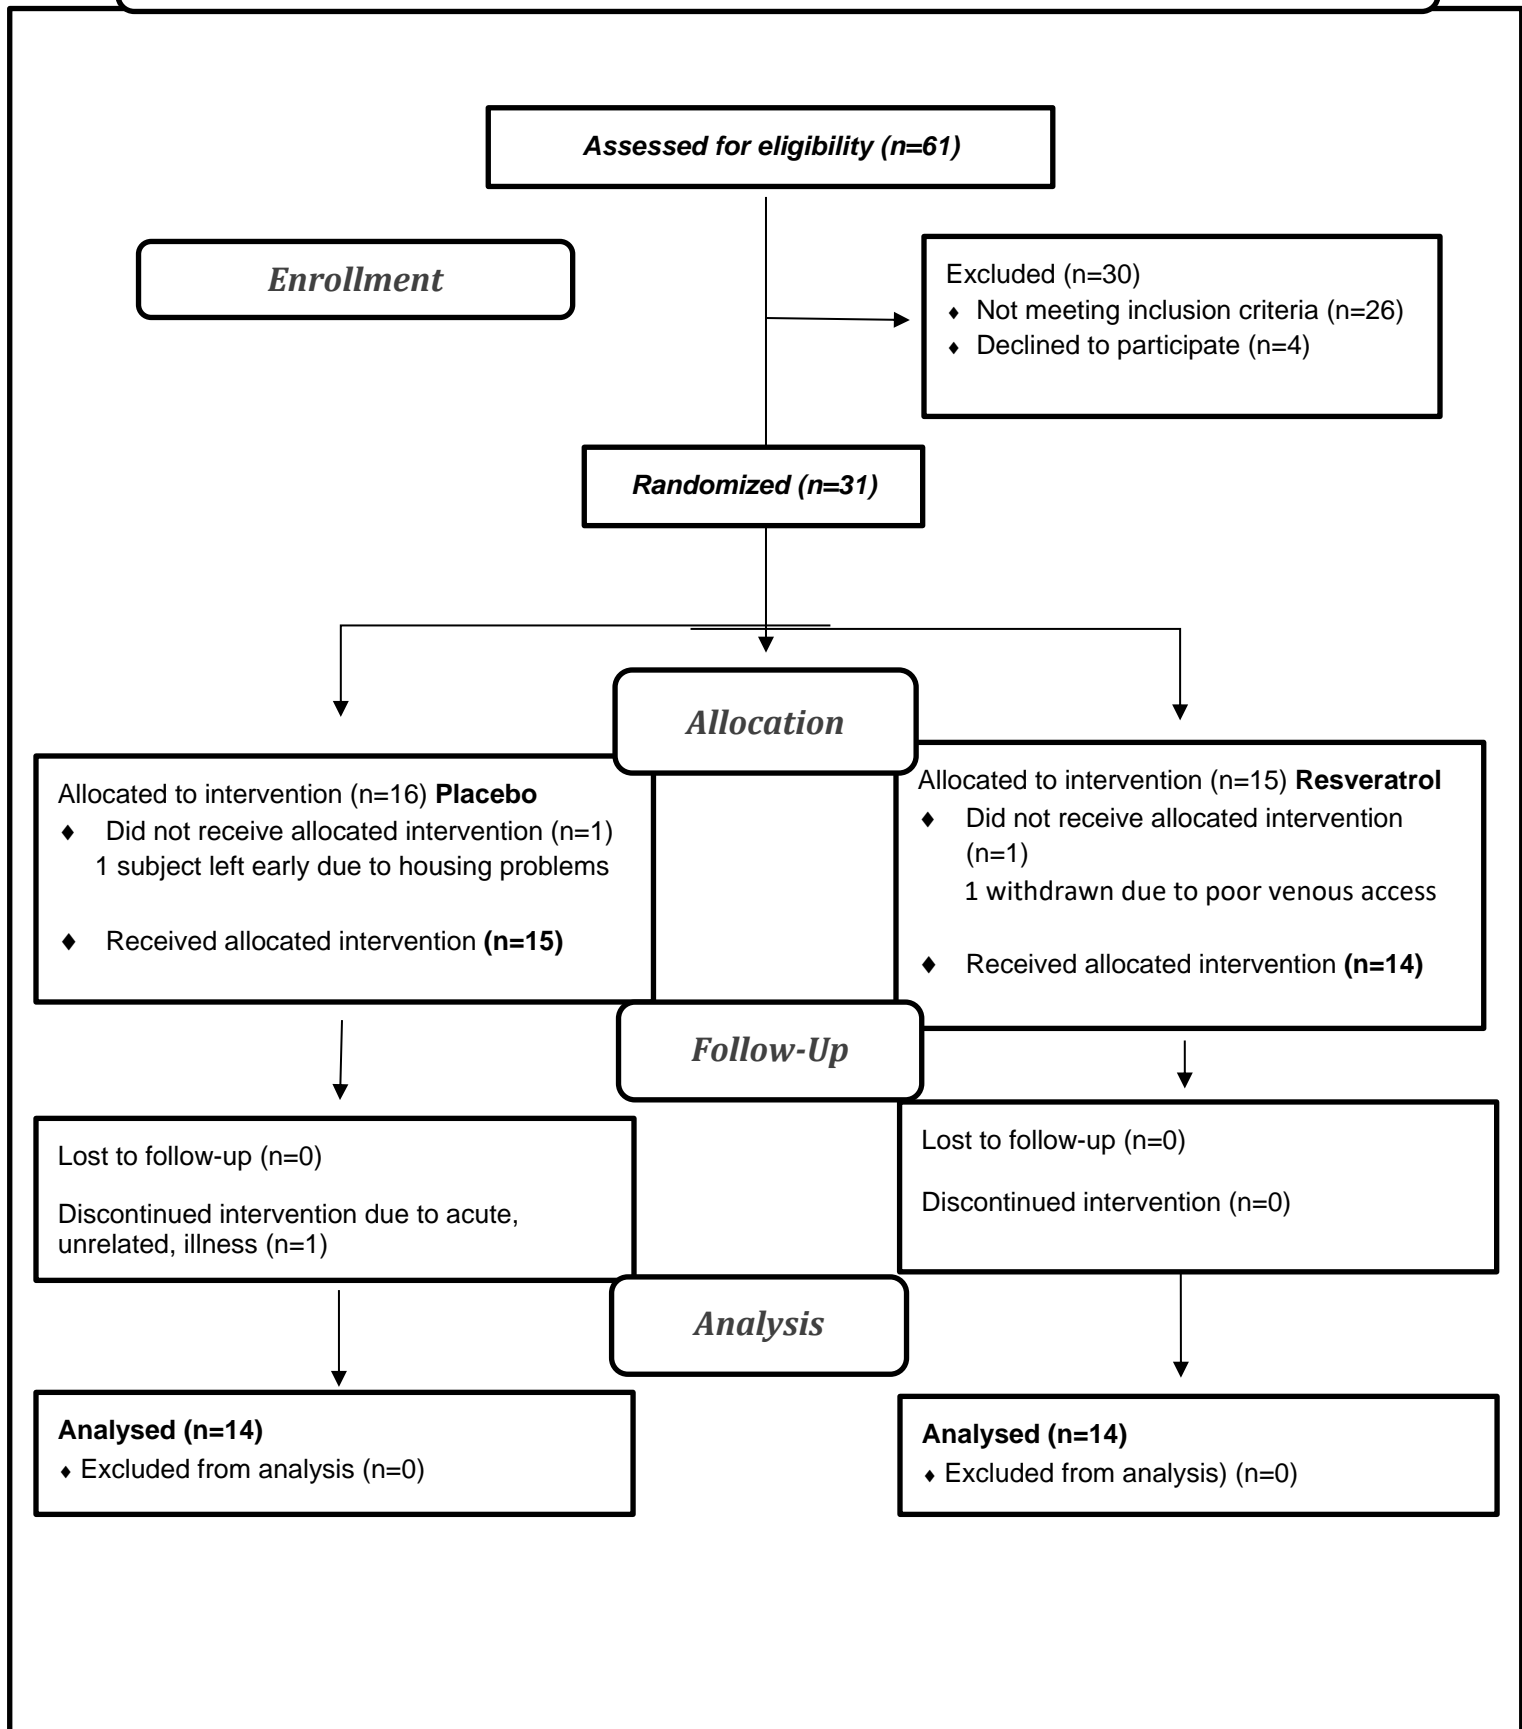 Assessed for eligibility (n=61)
Enrollment
Excluded (n=30)
♦ Not meeting inclusion criteria (n=26)
♦ Declined to participate (n=4)
Randomized (n=31)
Allocation
Allocated to intervention (n=16) Placebo
♦ Did not receive allocated intervention (n=1)
1 subject left early due to housing problems
♦ Received allocated intervention (n=15)
Allocated to intervention (n=15) Resveratrol
♦ Did not receive allocated intervention
(n=1)
1 withdrawn due to poor venous access
♦ Received allocated intervention (n=14)
Follow-Up
Lost to follow-up (n=0)
Discontinued intervention due to acute,
unrelated, illness (n=1)
Lost to follow-up (n=0)
Discontinued intervention (n=0)
Analysis
Analysed (n=14)
♦ Excluded from analysis (n=0)
Analysed (n=14)
♦ Excluded from analysis) (n=0)